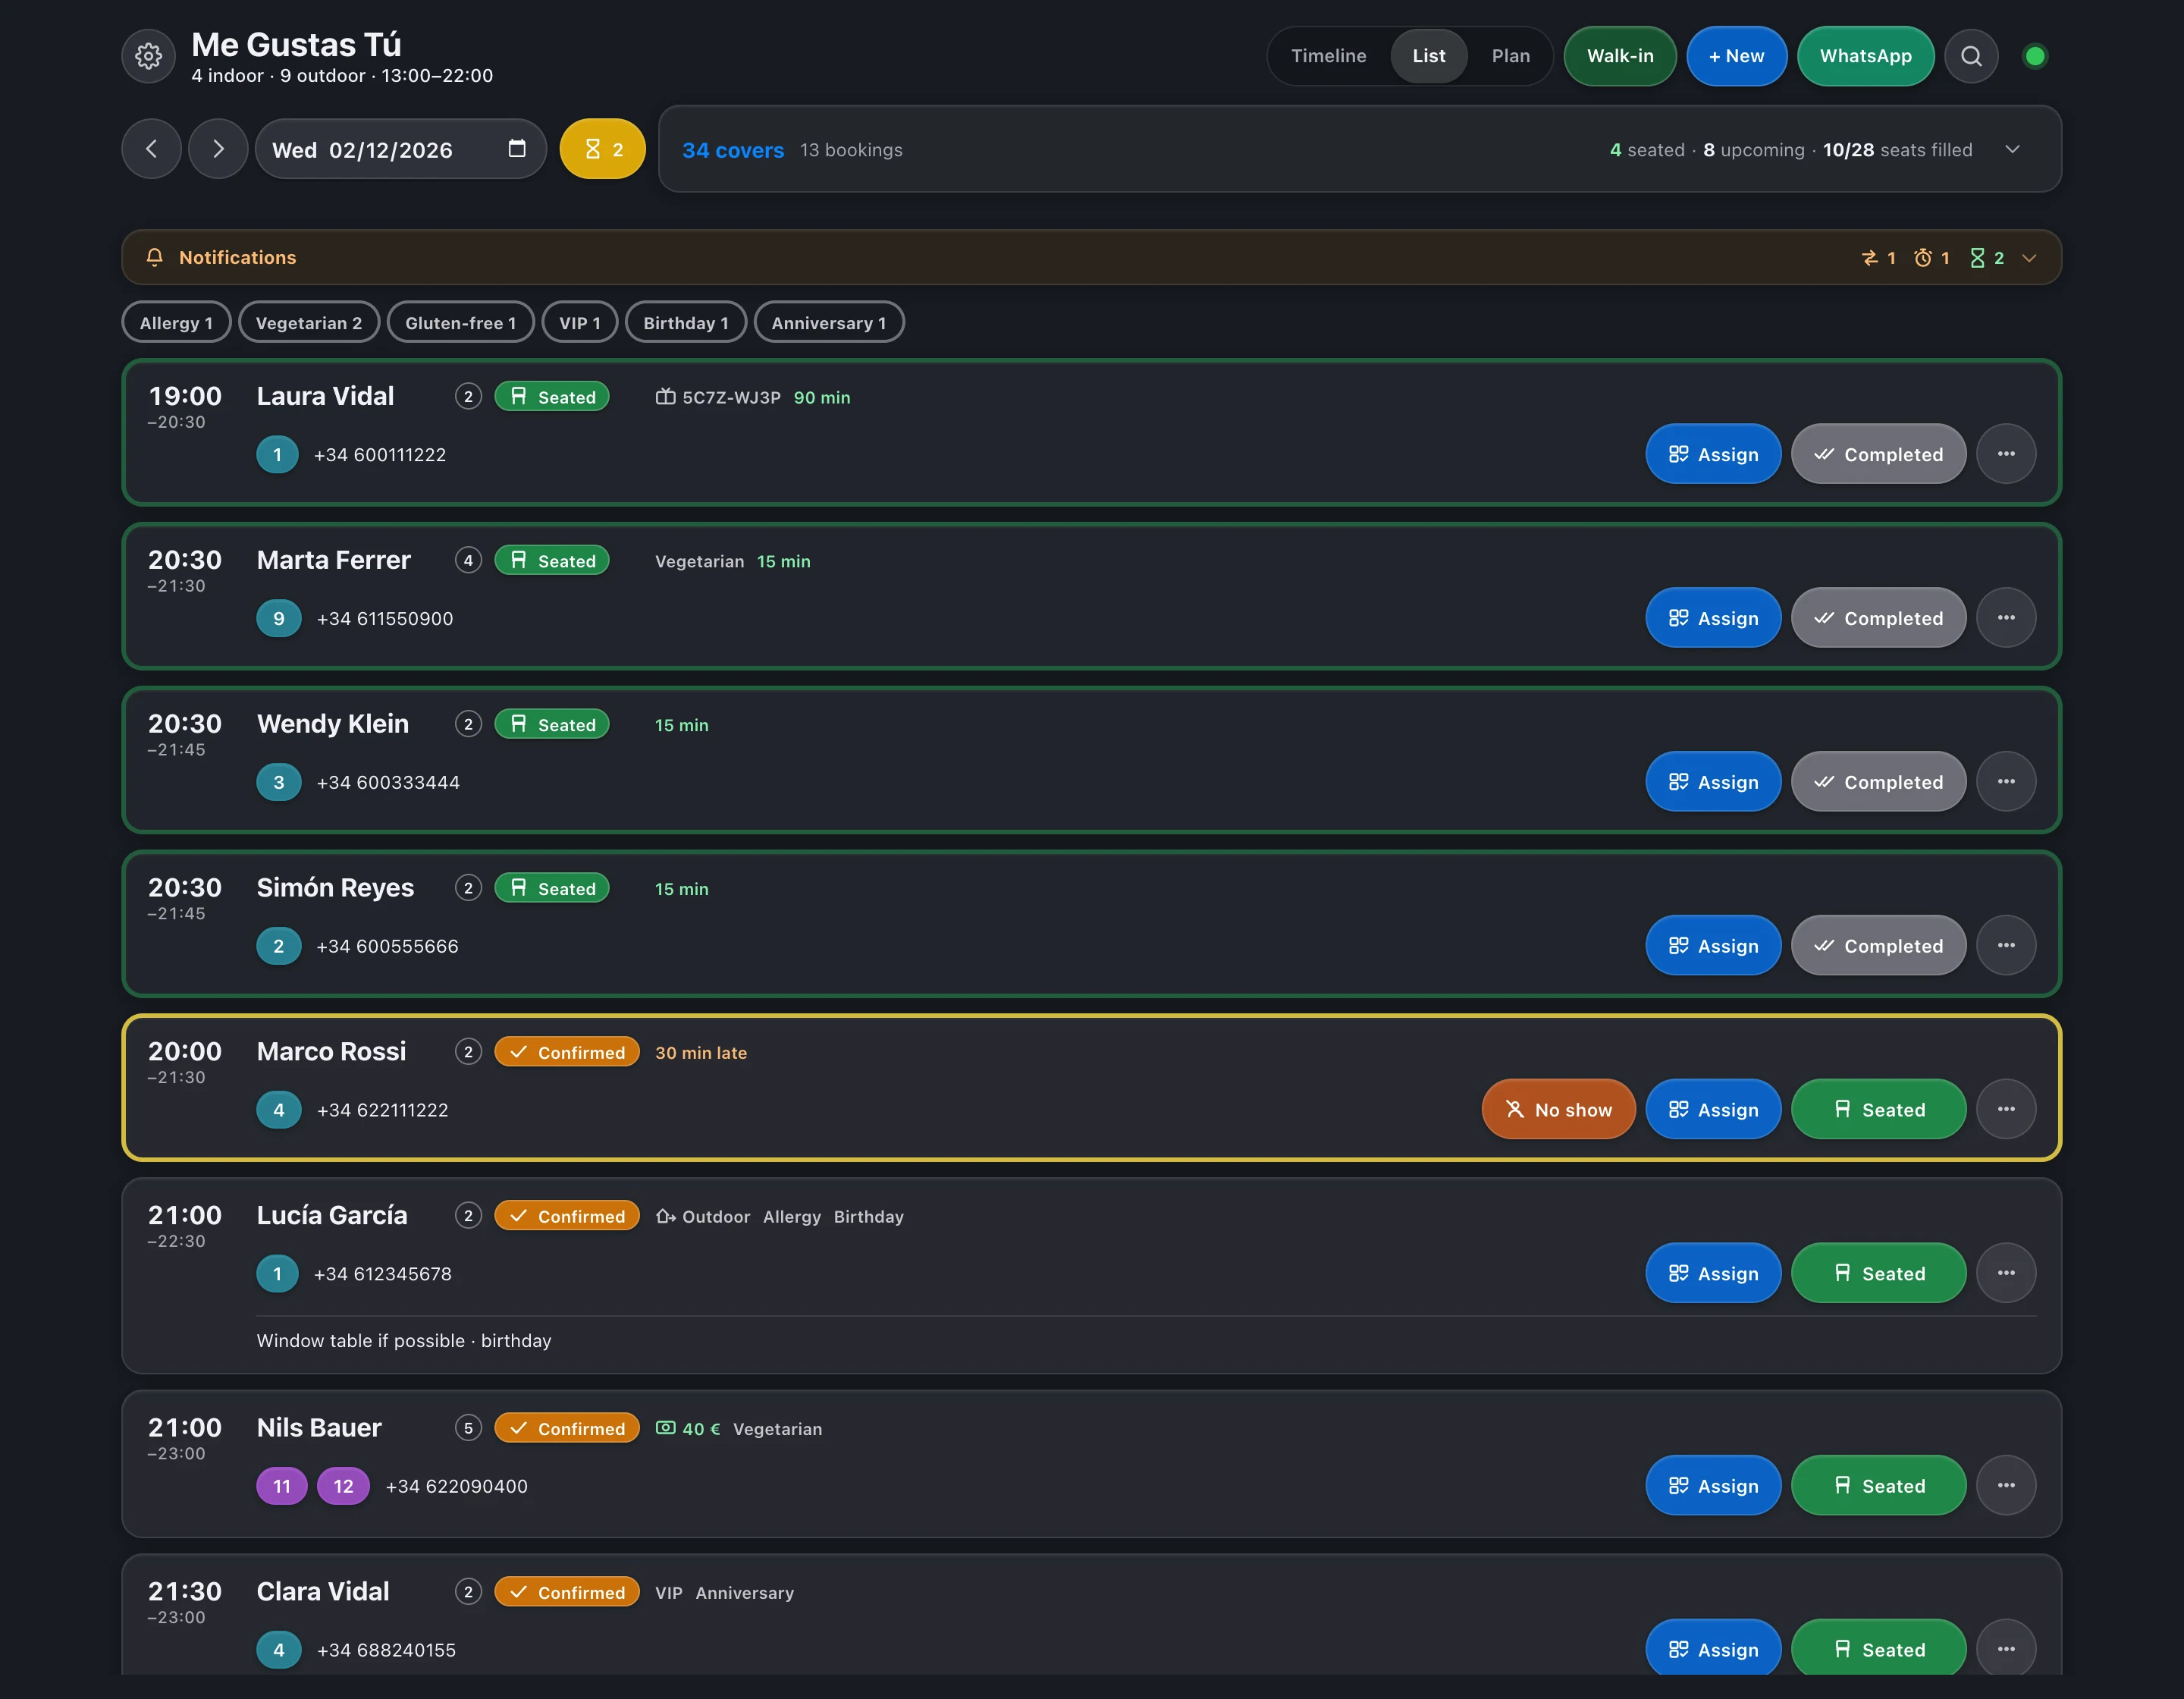 Me Gustas Tú
4 indoor · 9 outdoor · 13:00–22:00
Timeline List Plan Walk-in + New WhatsApp
Wed 02/12/2026 2
34 covers 13 bookings 4 seated · 8 upcoming · 10/28 seats filled
Notifications 1 1 2
Allergy 1 Vegetarian 2 Gluten-free 1 VIP 1 Birthday 1 Anniversary 1
19:00 Laura Vidal 2 Seated 5C7Z-WJ3P 90 min
–20:30
1 +34 600111222 Assign Completed
20:30 Marta Ferrer 4 Seated Vegetarian 15 min
–21:30
9 +34 611550900 Assign Completed
20:30 Wendy Klein 2 Seated 15 min
–21:45
3 +34 600333444 Assign Completed
20:30 Simón Reyes 2 Seated 15 min
–21:45
2 +34 600555666 Assign Completed
20:00 Marco Rossi 2 Confirmed 30 min late
–21:30
4 +34 622111222 No show Assign Seated
21:00 Lucía García 2 Confirmed Outdoor Allergy Birthday
–22:30
1 +34 612345678 Assign Seated
Window table if possible · birthday
21:00 Nils Bauer 5 Confirmed 40 € Vegetarian
–23:00
11 12 +34 622090400 Assign Seated
21:30 Clara Vidal 2 Confirmed VIP Anniversary
–23:00
4 +34 688240155 Assign Seated